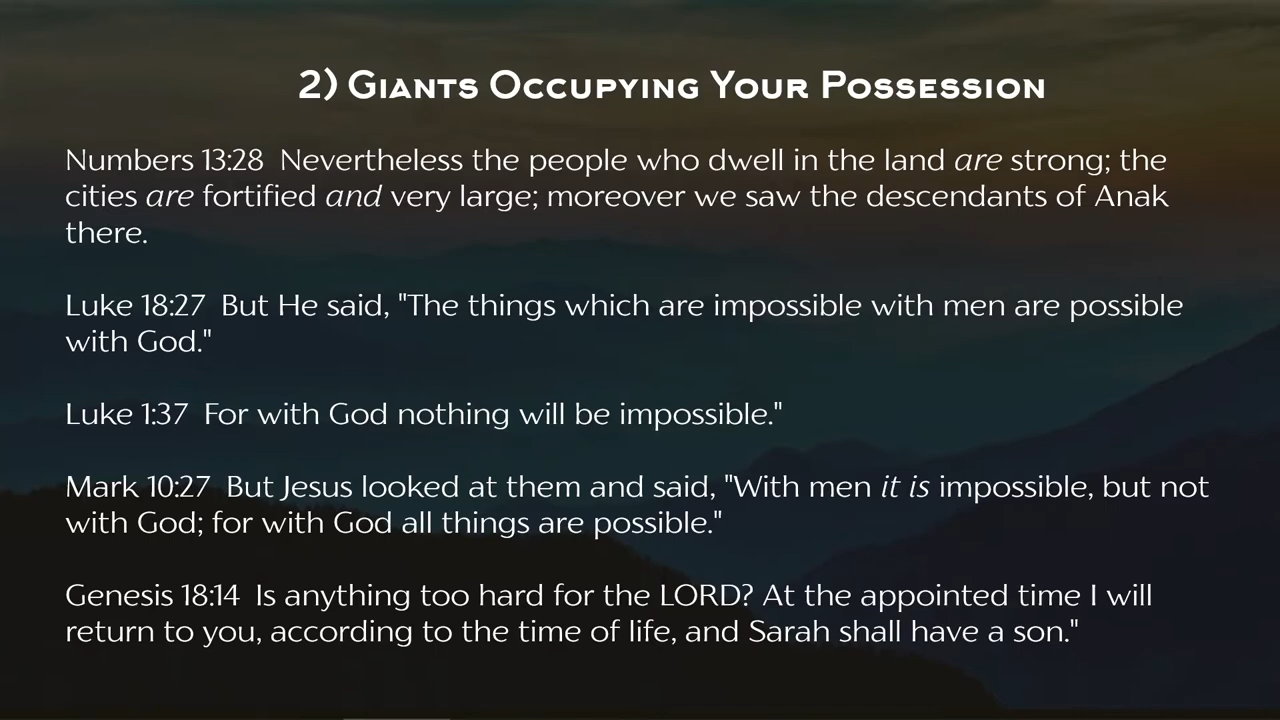 2) Giants Occupying Your Possession
Numbers 13:28 Nevertheless the people who dwell in the land are strong; the
cities are fortified and very large; moreover we saw the descendants of Anak
there.
Luke 18:27 But He said, "The things which are impossible with men are possible
with God."
Luke 1:37 For with God nothing will be impossible."
Mark 10:27 But Jesus looked at them and said, "With men it is impossible, but not
with God; for with God all things are possible."
Genesis 18:14 Is anything too hard for the LORD? At the appointed time I will
return to you, according to the time of life, and Sarah shall have a son."